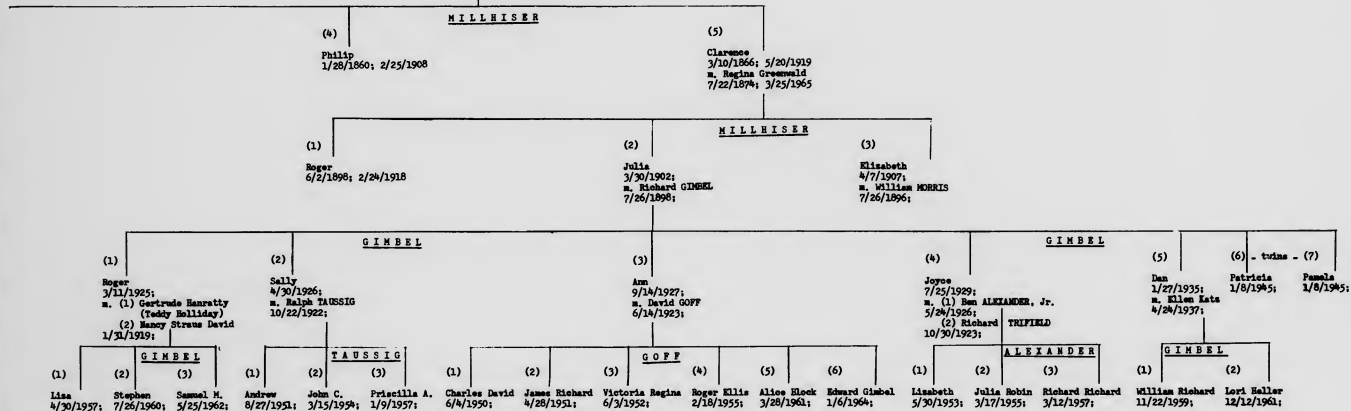 MILLHISER
(4)
Philip
1/28/1860; 2/25/1908
(5)
Clarence
3/10/1866; 5/20/1919
m. Regina Greenwald
7/22/1874; 3/25/1965
MILLHISER
(1)
Roger
6/2/1898; 2/24/1918
(2)
Julia
3/30/1902;
m. Richard GIMBEL
7/26/1898;
(3)
Elizabeth
4/7/1907;
m. William MORRIS
7/26/1896;
GIMBEL
GIMBEL
(1)
Roger
3/11/1925;
m. (1) Gertrude Hanratty
(Teddy Holliday)
(2) Nancy Straus David
1/31/1919;
(2)
Sally
4/30/1926;
m. Ralph TAUSSIG
10/22/1922;
(3)
Ann
9/14/1927;
m. David GOFF
6/14/1923;
(4)
Joyce
7/25/1929;
m. (1) Ben ALEXANDER, Jr.
5/24/1926;
(2) Richard TRIFIELD
10/30/1923;
(5)
Dan
1/27/1935;
m. Ellen Katz
4/24/1937;
(6) - twins - (7)
Patricia
1/8/1945;
Pamela
1/8/1945;
GIMBEL
(1)
Lisa
4/30/1957;
(2)
Stephen
7/26/1960;
(3)
Samuel M.
5/25/1962;
TAUSSIG
(1)
Andrew
8/27/1951;
(2)
John C.
3/15/1954;
(3)
Priscilla A.
1/9/1957;
GOFF
(1)
Charles David
6/4/1950;
(2)
James Richard
4/28/1951;
(3)
Victoria Regina
6/3/1952;
(4)
Roger Ellis
2/18/1955;
(5)
Alice Block
3/28/1961;
(6)
Edward Gimbel
1/6/1964;
ALEXANDER
(1)
Lizabeth
5/30/1953;
(2)
Julia Robin
3/17/1955;
(3)
Richard Richard
3/12/1957;
GIMBEL
(1)
William Richard
11/22/1959;
(2)
Lori Heller
12/12/1961;